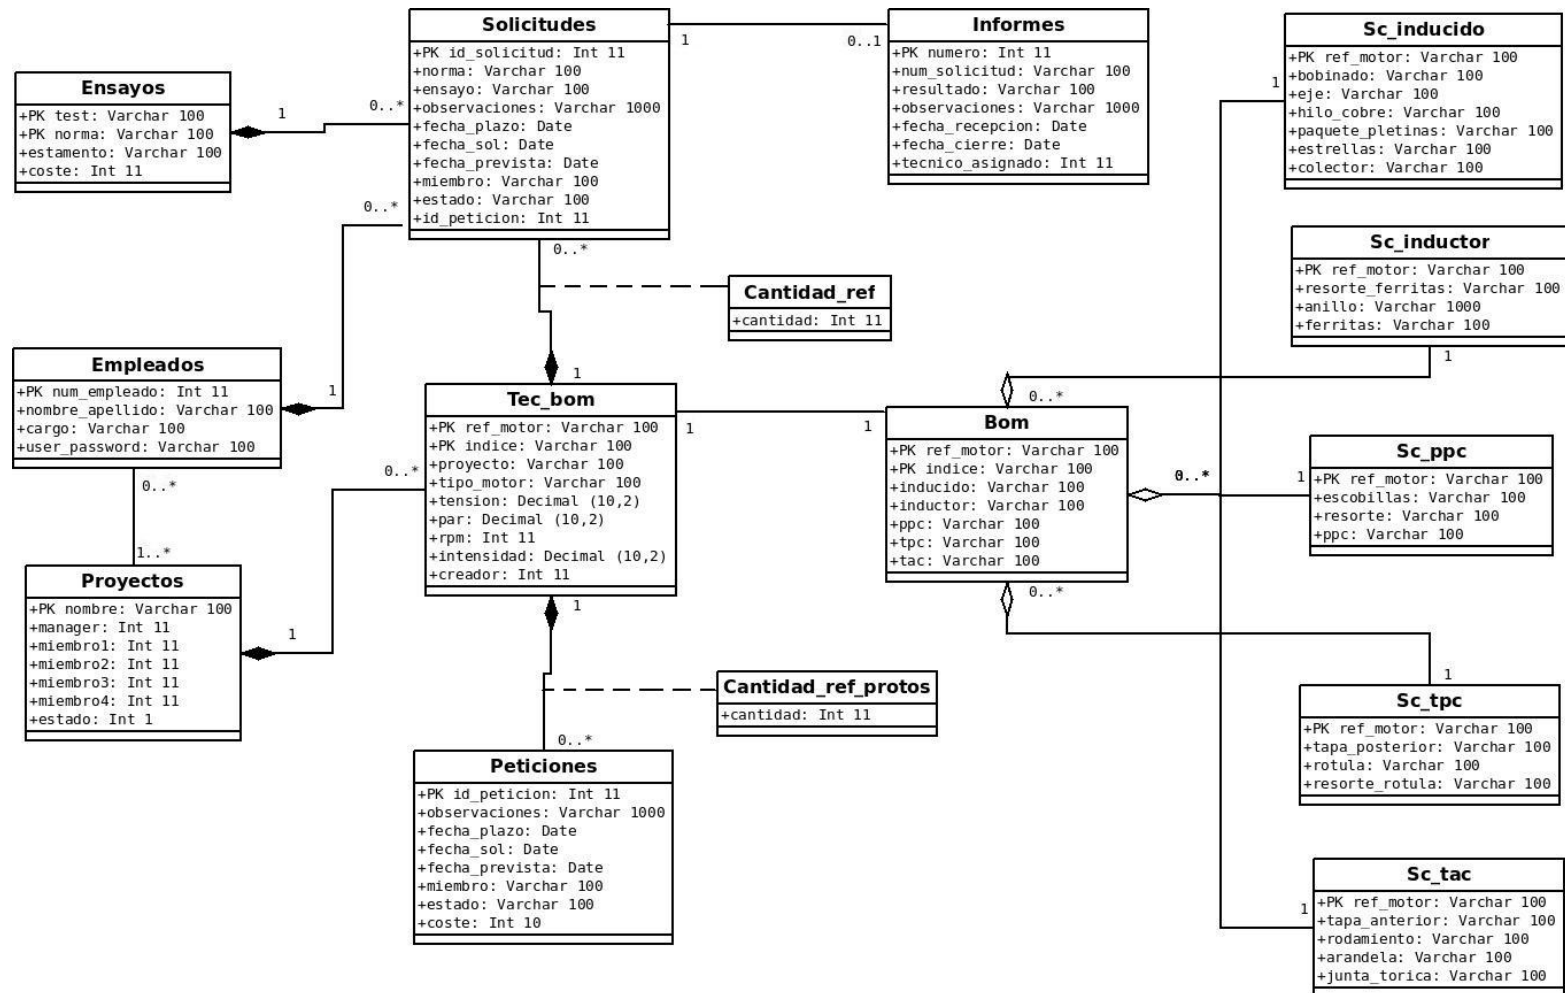 Solicitudes
+PK id_solicitud: Int 11
+norma: Varchar 100
+ensayo: Varchar 100
+observaciones: Varchar 1000
+fecha_plazo: Date
+fecha_sol: Date
+fecha_prevista: Date
+miembro: Varchar 100
+estado: Varchar 100
+id_peticion: Int 11
1
0..1
Informes
+PK numero: Int 11
+num_solicitud: Varchar 100
+resultado: Varchar 100
+observaciones: Varchar 1000
+fecha_recepcion: Date
+fecha_cierre: Date
+tecnico_asignado: Int 11
Sc_inducido
+PK ref_motor: Varchar 100
+bobinado: Varchar 100
+eje: Varchar 100
+hilo_cobre: Varchar 100
+paquete_pletinas: Varchar 100
+estrellas: Varchar 100
+colector: Varchar 100
1
Ensayos
+PK test: Varchar 100
+PK norma: Varchar 100
+estamento: Varchar 100
+coste: Int 11
1
0..*
0..*
0..*
Sc_inductor
+PK ref_motor: Varchar 100
+resorte_ferritas: Varchar 100
+anillo: Varchar 1000
+ferritas: Varchar 100
1
Cantidad_ref
+cantidad: Int 11
Empleados
+PK num_empleado: Int 11
+nombre_apellido: Varchar 100
+cargo: Varchar 100
+user_password: Varchar 100
1
0..*
1
Tec_bom
+PK ref_motor: Varchar 100
+PK indice: Varchar 100
+proyecto: Varchar 100
+tipo_motor: Varchar 100
+tension: Decimal (10,2)
+par: Decimal (10,2)
+rpm: Int 11
+intensidad: Decimal (10,2)
+creador: Int 11
0..*
1
1
1
0..*
Bom
+PK ref_motor: Varchar 100
+PK indice: Varchar 100
+inducido: Varchar 100
+inductor: Varchar 100
+ppc: Varchar 100
+tpc: Varchar 100
+tac: Varchar 100
0..*
0..*
1
Sc_ppc
+PK ref_motor: Varchar 100
+escobillas: Varchar 100
+resorte: Varchar 100
+ppc: Varchar 100
1..*
Proyectos
+PK nombre: Varchar 100
+manager: Int 11
+miembro1: Int 11
+miembro2: Int 11
+miembro3: Int 11
+miembro4: Int 11
+estado: Int 1
1
Cantidad_ref_protos
+cantidad: Int 11
0..*
Peticiones
+PK id_peticion: Int 11
+observaciones: Varchar 1000
+fecha_plazo: Date
+fecha_sol: Date
+fecha_prevista: Date
+miembro: Varchar 100
+estado: Varchar 100
+coste: Int 10
1
Sc_tpc
+PK ref_motor: Varchar 100
+tapa_posterior: Varchar 100
+rotula: Varchar 100
+resorte_rotula: Varchar 100
1
Sc_tac
+PK ref_motor: Varchar 100
+tapa_anterior: Varchar 100
+rodamiento: Varchar 100
+arandela: Varchar 100
+junta_torica: Varchar 100